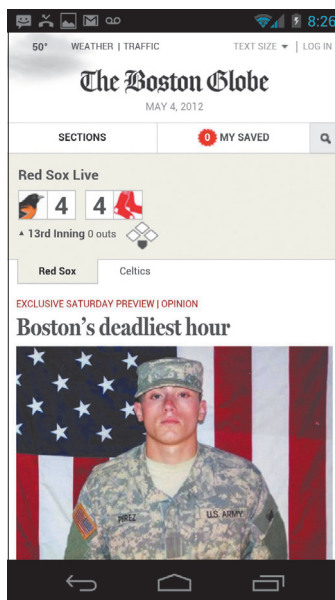 8:26
50° WEATHER | TRAFFIC TEXT SIZE ▼ | LOG IN
The Boston Globe
MAY 4, 2012
SECTIONS 0 MY SAVED
Red Sox Live
4 4
▲ 13th Inning 0 outs
Red Sox Celtics
EXCLUSIVE SATURDAY PREVIEW | OPINION
Boston's deadliest hour
PEREZ U.S. ARMY